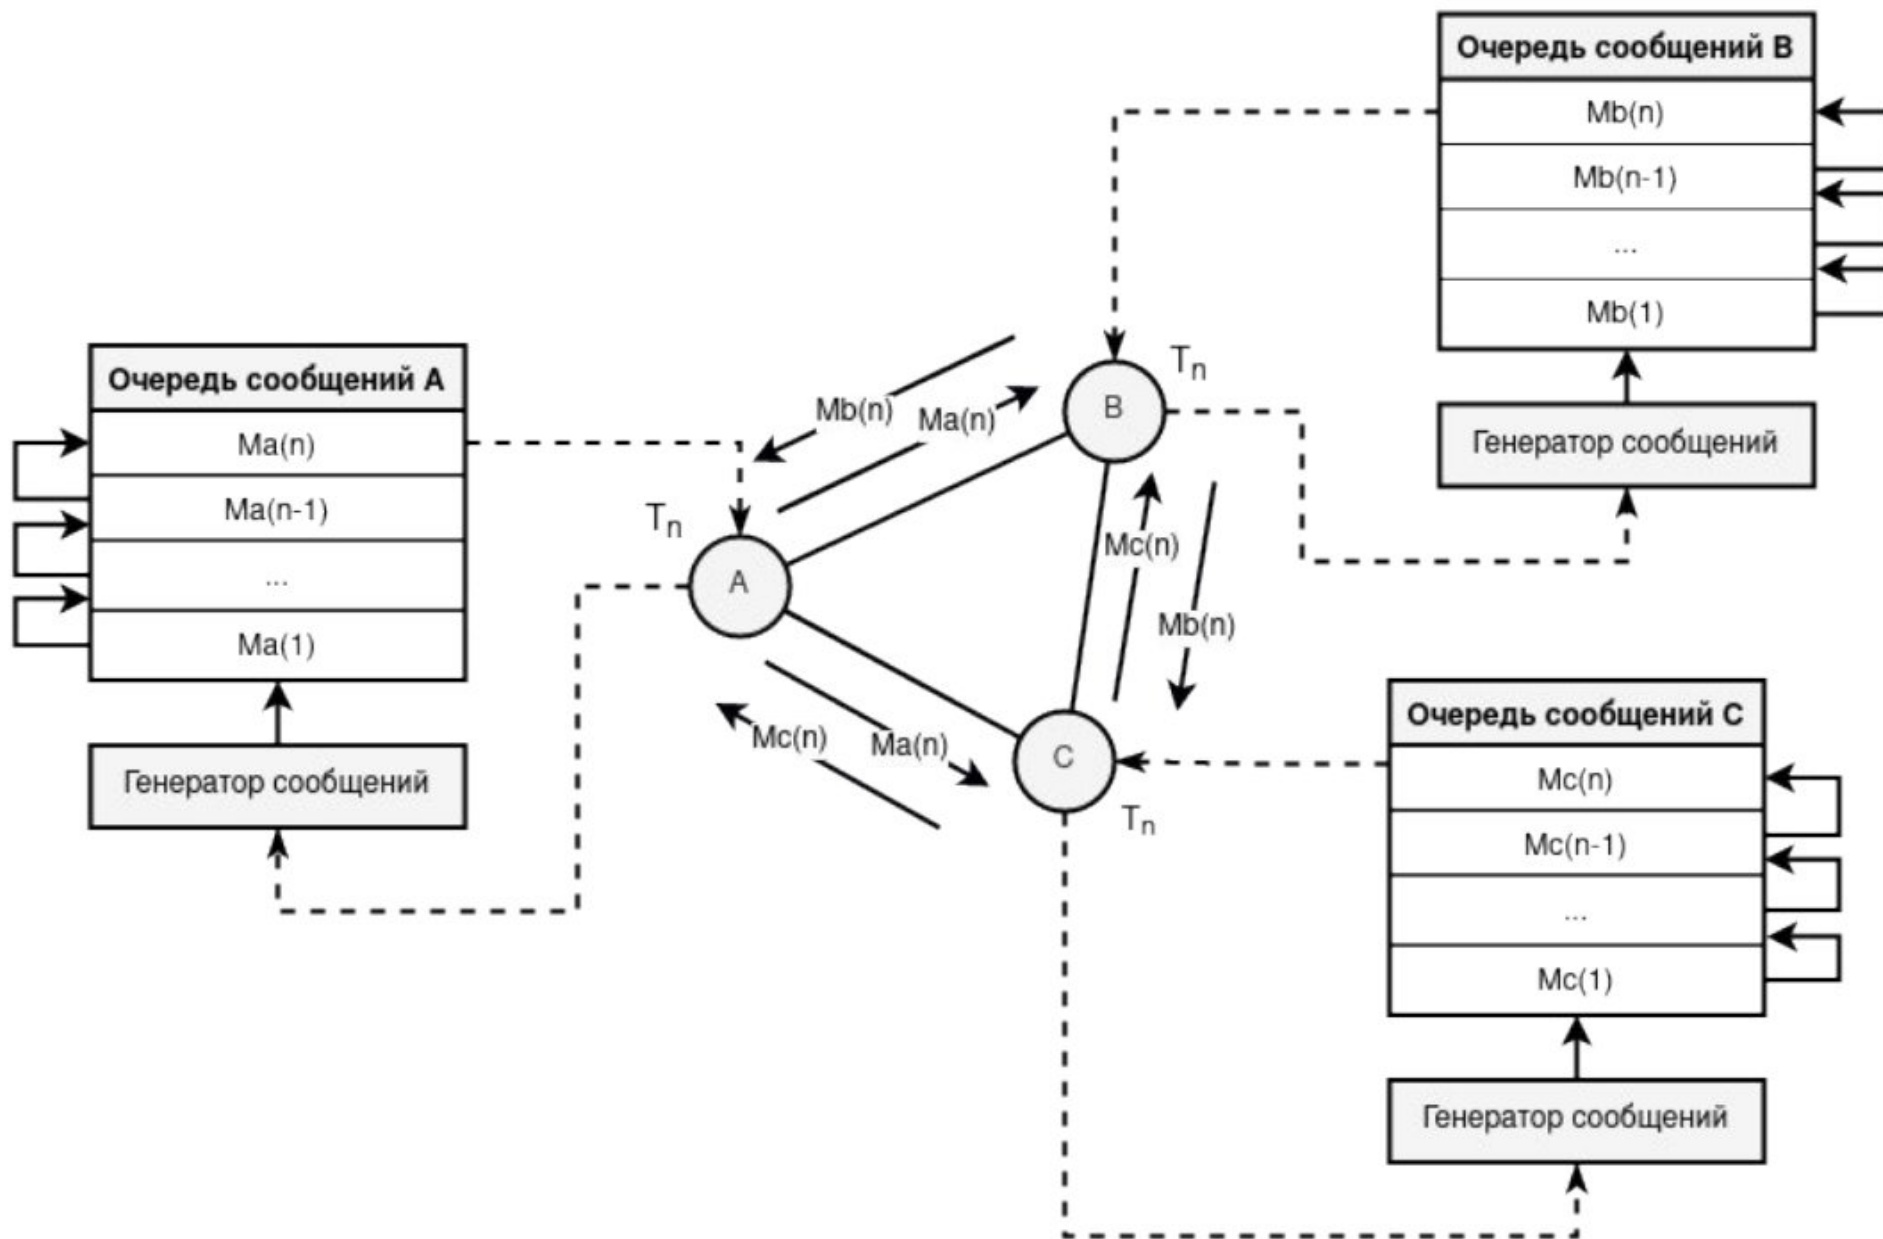 Очередь сообщений B
Mb(n)
Mb(n-1)
...
Mb(1)
Генератор сообщений
Очередь сообщений A
Ma(n)
Ma(n-1)
...
Ma(1)
Генератор сообщений
Tn
B
Mb(n)
Ma(n)
Tn
A
Mc(n)
Mb(n)
Mc(n)
Ma(n)
C
Tn
Очередь сообщений C
Mc(n)
Mc(n-1)
...
Mc(1)
Генератор сообщений